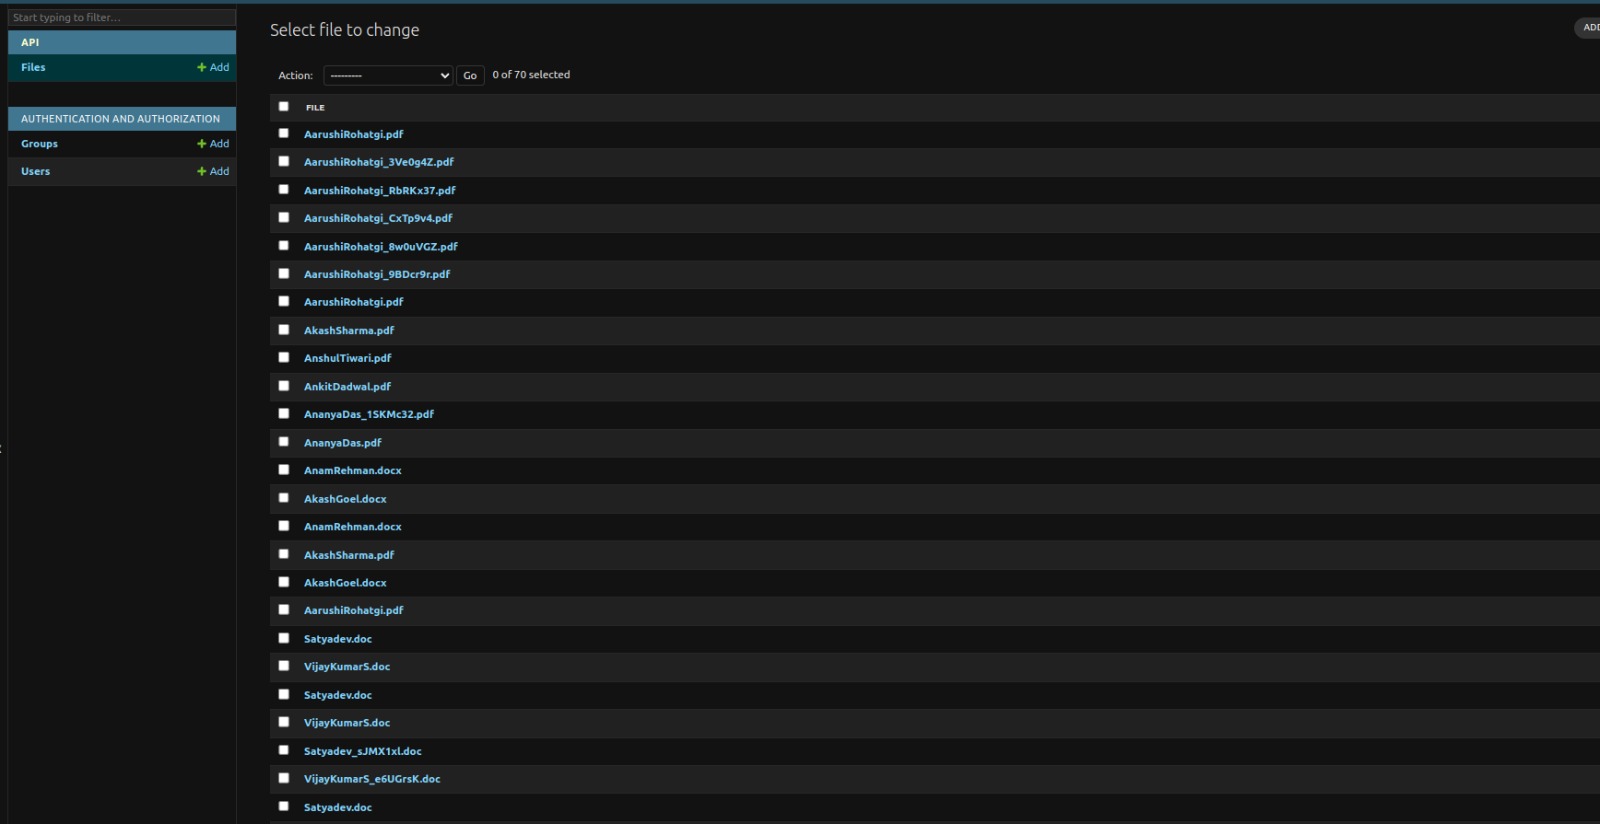 Start typing to filter...
API
Files + Add
AUTHENTICATION AND AUTHORIZATION
Groups + Add
Users + Add
Select file to change
ADD
Action: --------- Go 0 of 70 selected
FILE
AarushiRohatgi.pdf
AarushiRohatgi_3Ve0g4Z.pdf
AarushiRohatgi_RbRKx37.pdf
AarushiRohatgi_CxTp9v4.pdf
AarushiRohatgi_8w0uVGZ.pdf
AarushiRohatgi_9BDcr9r.pdf
AarushiRohatgi.pdf
AkashSharma.pdf
AnshulTiwari.pdf
AnkitDadwal.pdf
AnanyaDas_1SKMc32.pdf
AnanyaDas.pdf
AnamRehman.docx
AkashGoel.docx
AnamRehman.docx
AkashSharma.pdf
AkashGoel.docx
AarushiRohatgi.pdf
Satyadev.doc
VijayKumarS.doc
Satyadev.doc
VijayKumarS.doc
Satyadev_sJMX1xl.doc
VijayKumarS_e6UGrsK.doc
Satyadev.doc